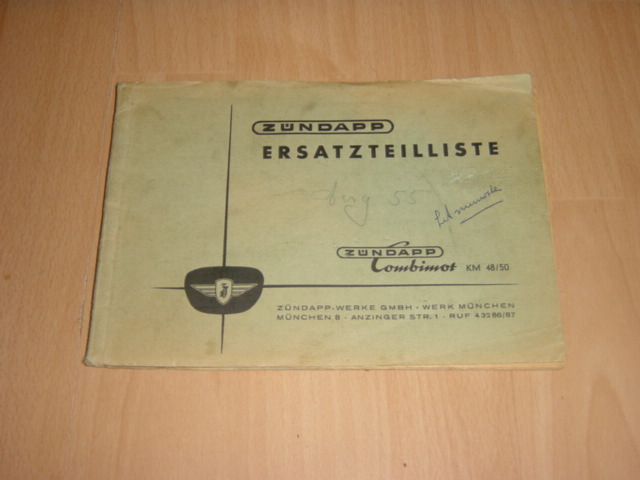 ZÜNDAPP
ERSATZTEILLISTE
55
ZÜNDAPP
Combimot KM 48/50
ZÜNDAPP-WERKE GMBH · WERK MÜNCHEN
MÜNCHEN 8 · ANZINGER STR. 1 · RUF 43286/87